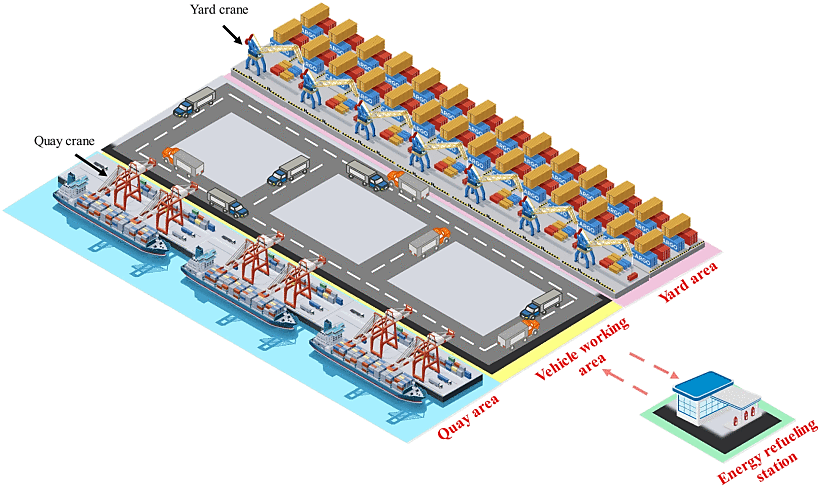 Yard crane
Quay crane
Yard area
Vehicle working
area
Quay area
Energy refueling
station